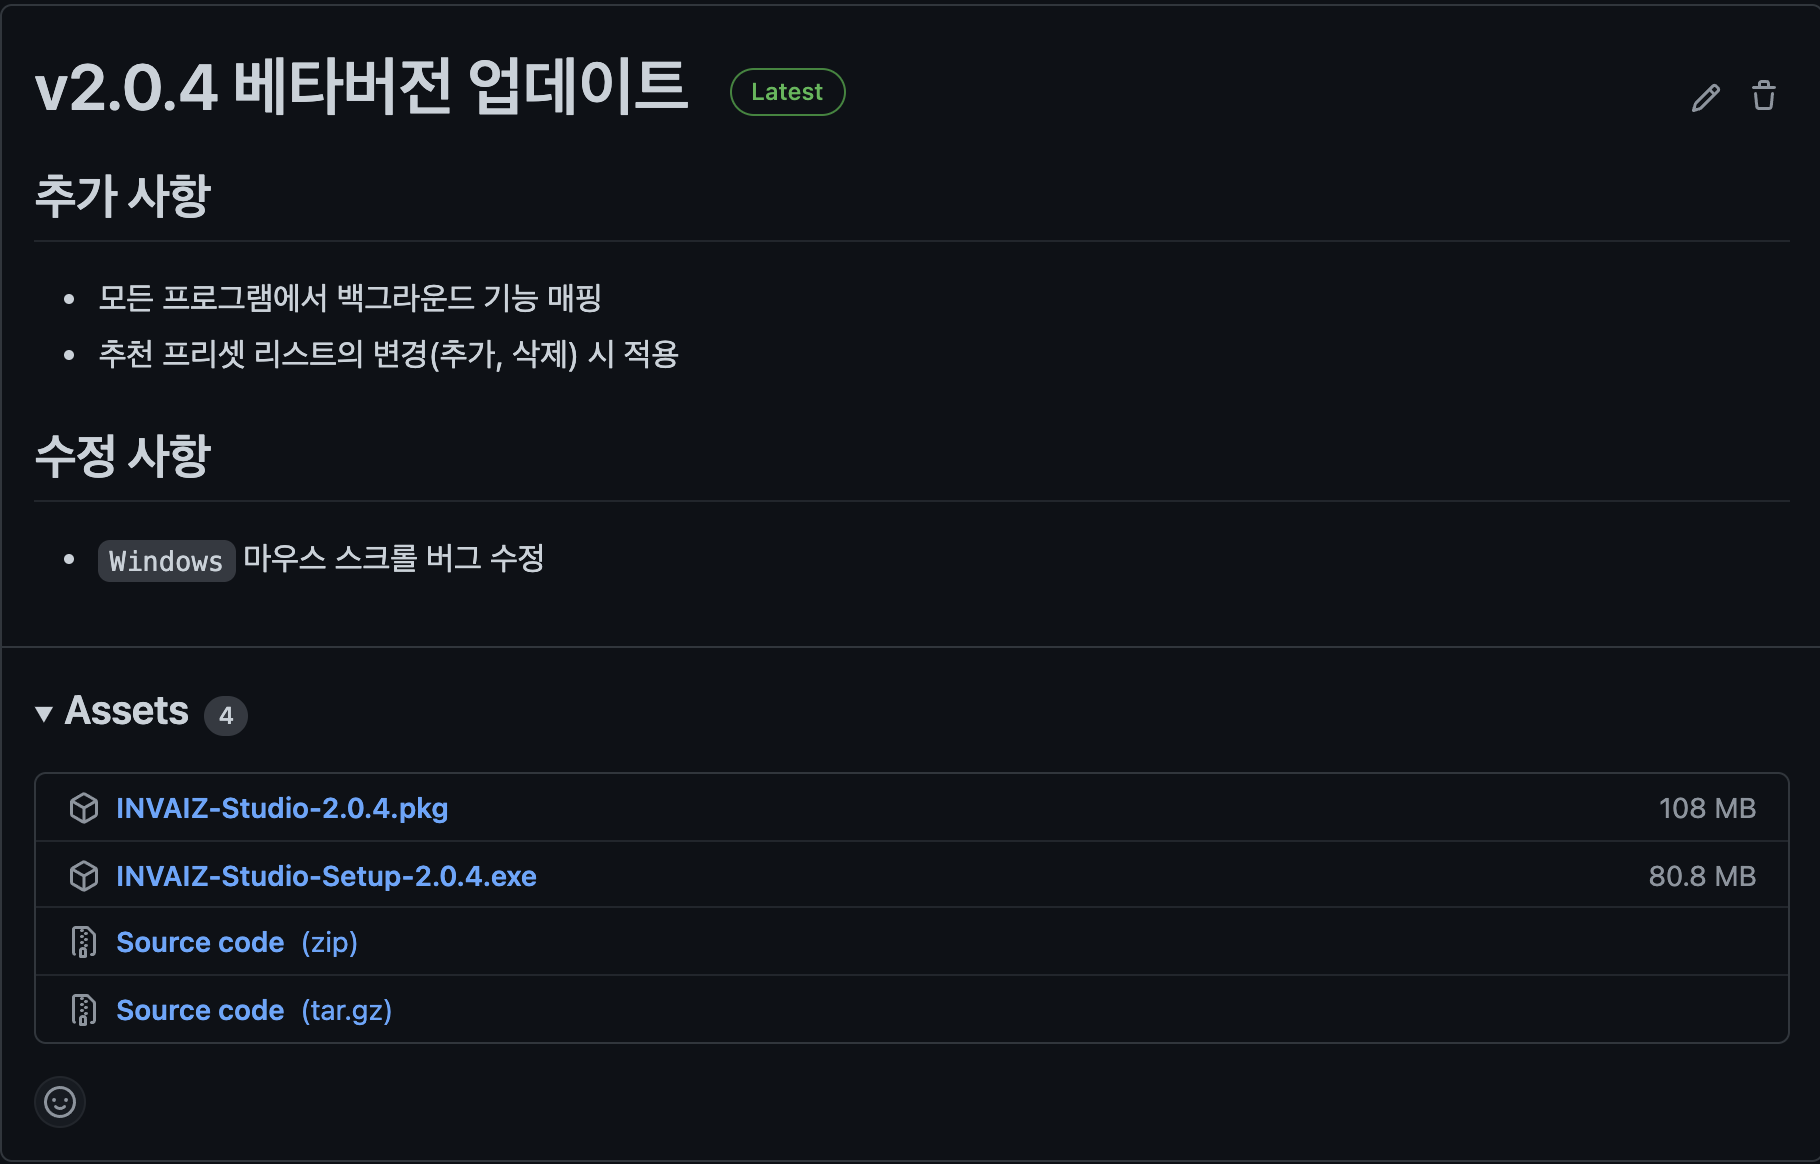 v2.0.4 베타버전 업데이트 Latest
추가 사항
모든 프로그램에서 백그라운드 기능 매핑
추천 프리셋 리스트의 변경(추가, 삭제) 시 적용
수정 사항
Windows 마우스 스크롤 버그 수정
Assets 4
INVAIZ-Studio-2.0.4.pkg 108 MB
INVAIZ-Studio-Setup-2.0.4.exe 80.8 MB
Source code (zip)
Source code (tar.gz)